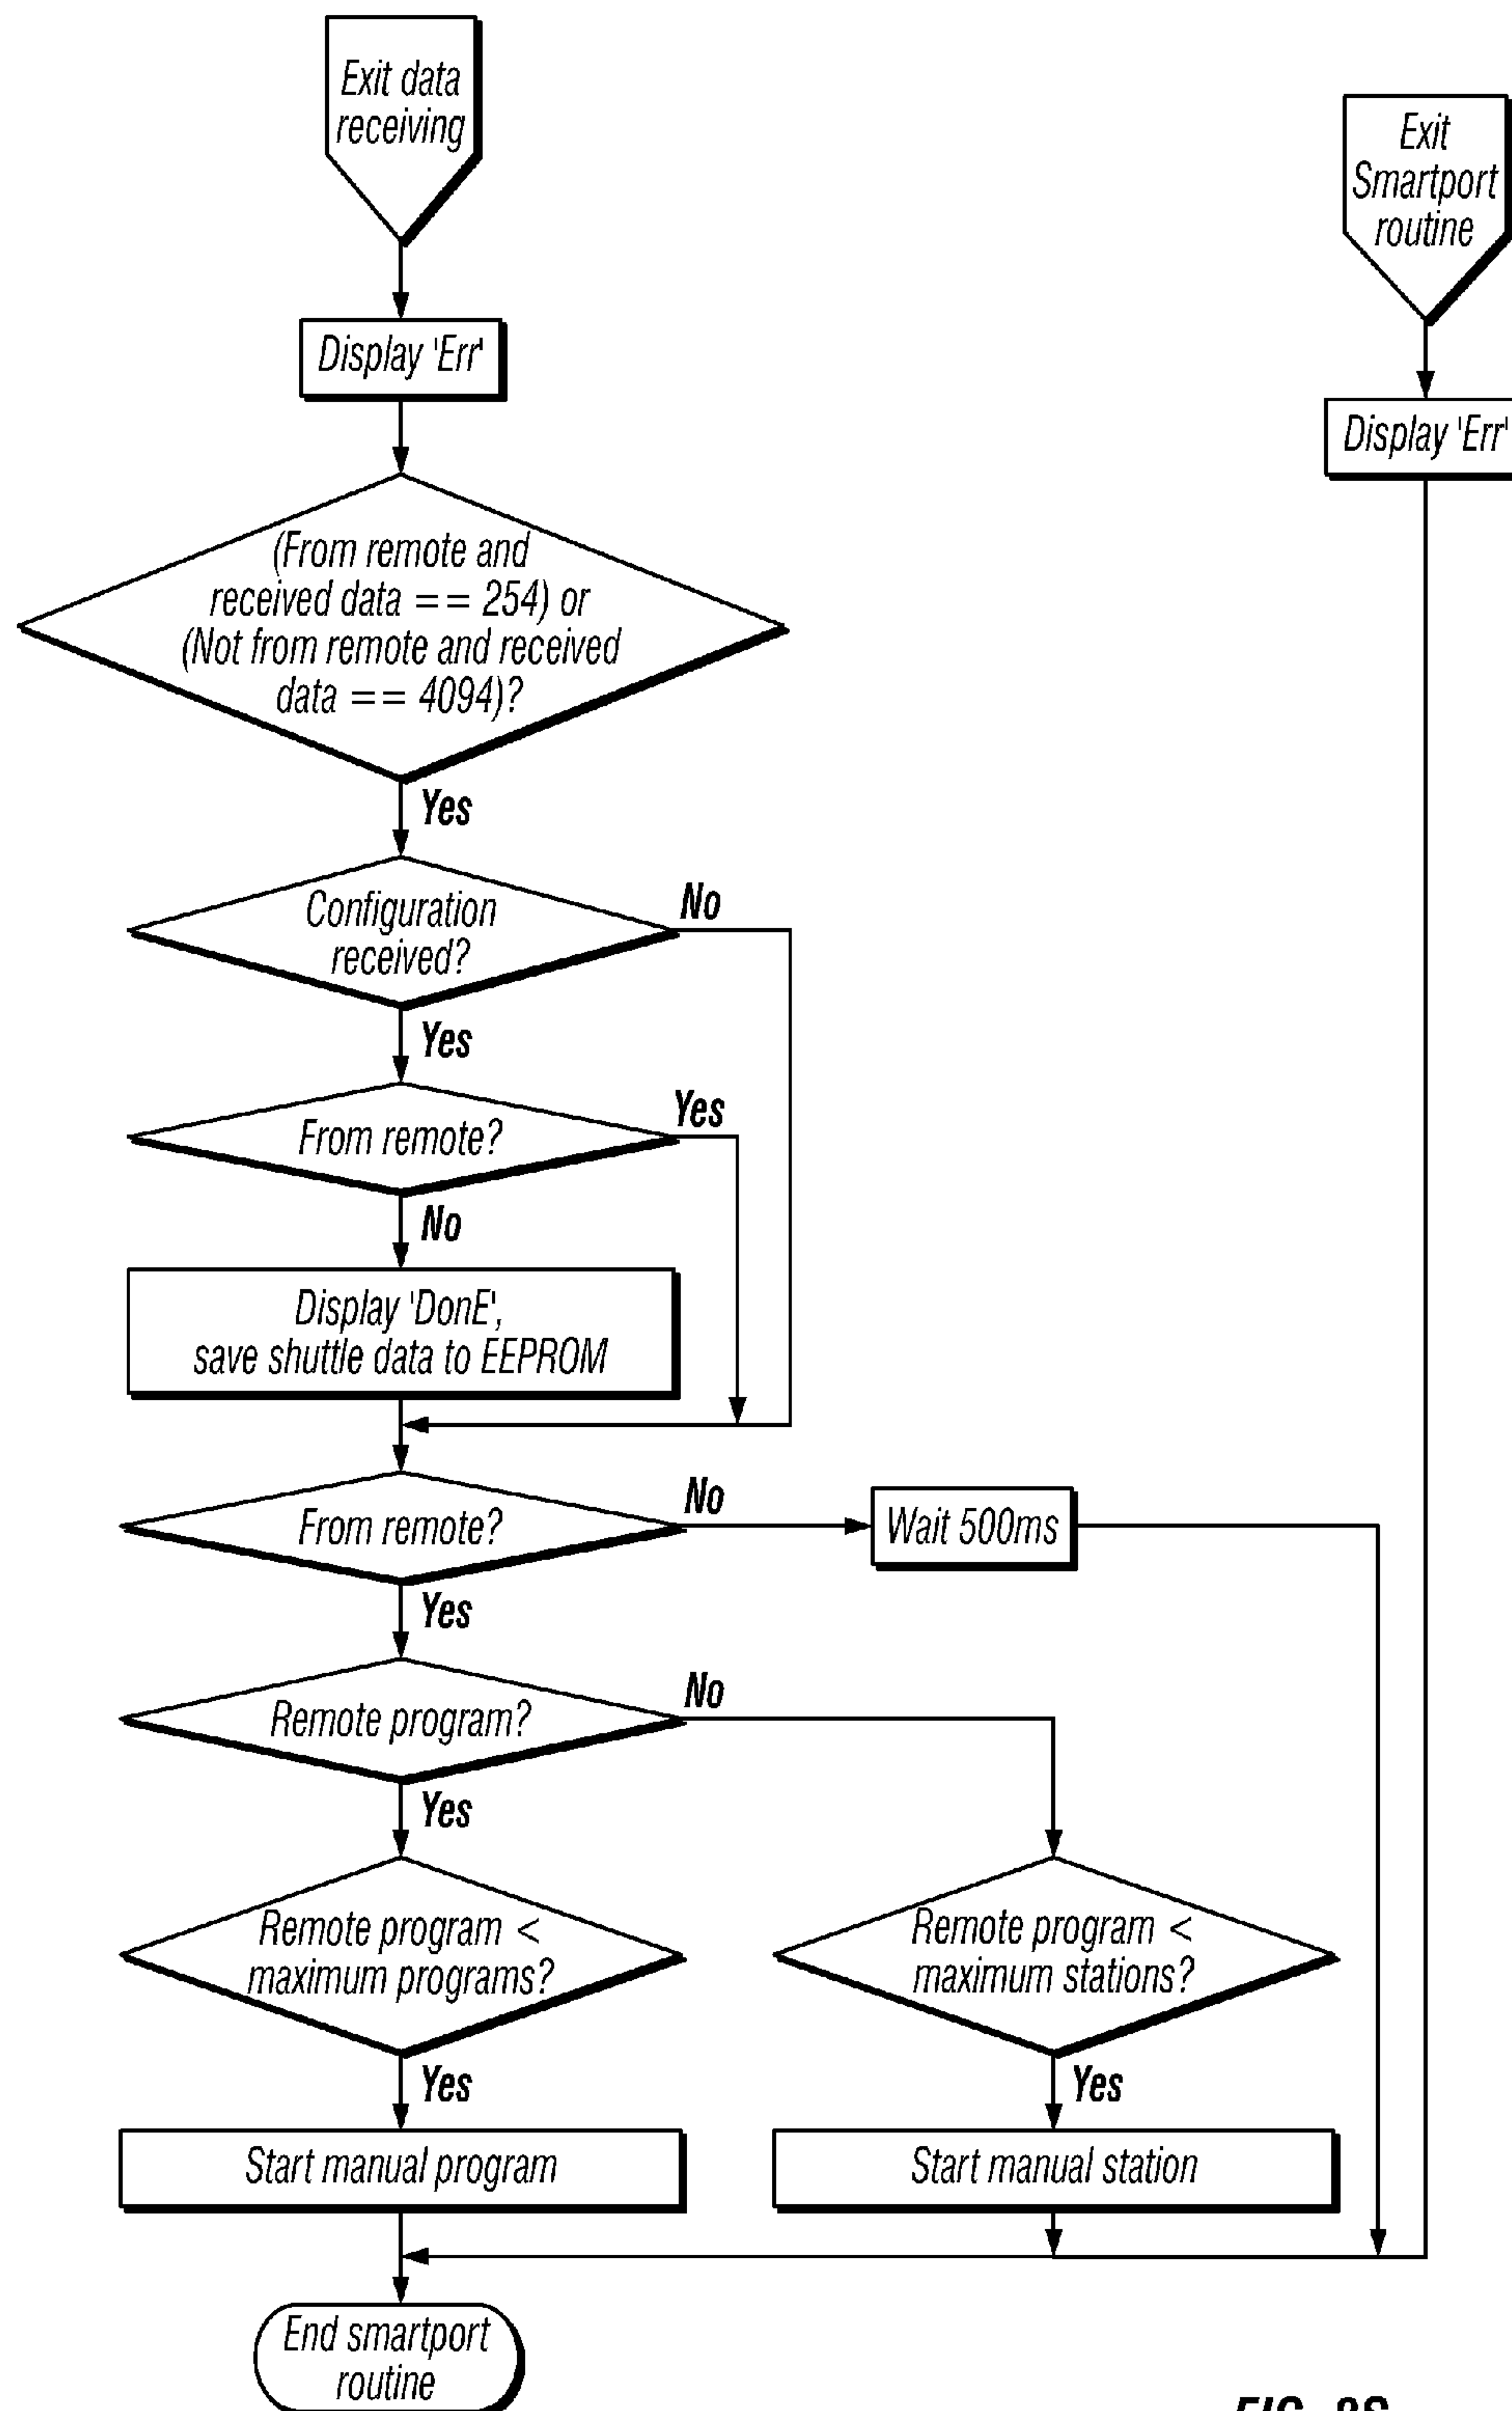 Exit data
receiving
Exit
Smartport
routine
Display 'Err'
Display 'Err'
(From remote and
received data == 254) or
(Not from remote and received
data == 4094)?
Yes
Configuration
received?
No
Yes
From remote?
Yes
No
Display 'DonE',
save shuttle data to EEPROM
From remote?
No
Wait 500ms
Yes
Remote program?
No
Yes
Remote program <
maximum programs?
Remote program <
maximum stations?
Yes
Yes
Start manual program
Start manual station
End smartport
routine
FIG.